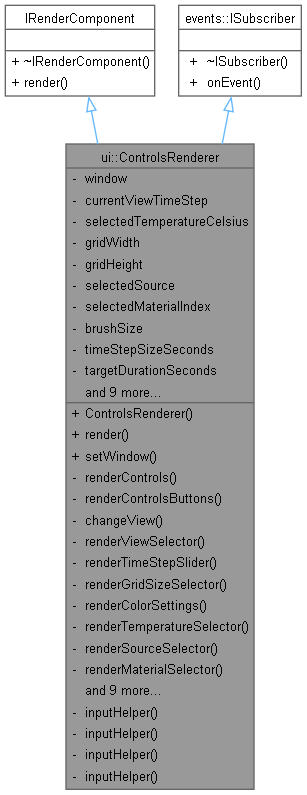 IRenderComponent
+ ~IRenderComponent()
+ render()
events::ISubscriber
+ ~ISubscriber()
+ onEvent()
ui::ControlsRenderer
- window
- currentViewTimeStep
- selectedTemperatureCelsius
- gridWidth
- gridHeight
- selectedSource
- selectedMaterialIndex
- brushSize
- timeStepSizeSeconds
- targetDurationSeconds
and 9 more...
+ ControlsRenderer()
+ render()
+ setWindow()
- renderControls()
- renderControlsButtons()
- changeView()
- renderViewSelector()
- renderTimeStepSlider()
- renderGridSizeSelector()
- renderColorSettings()
- renderTemperatureSelector()
- renderSourceSelector()
- renderMaterialSelector()
and 9 more...
- inputHelper()
- inputHelper()
- inputHelper()
- inputHelper()